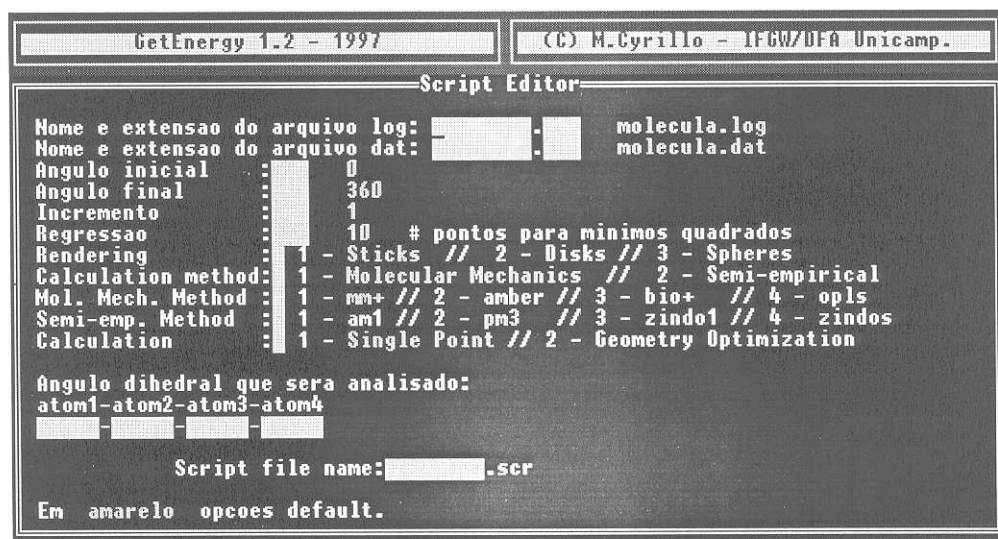 GetEnergy 1.2 - 1997
(C) M.Cyrillo - IFGW/DFA Unicamp.
Script Editor
Nome e extensao do arquivo log: . molecula.log
Nome e extensao do arquivo dat: . molecula.dat
Angulo inicial : 0
Angulo final : 360
Incremento : 1
Regressao : 10 # pontos para minimos quadrados
Rendering : 1 - Sticks // 2 - Disks // 3 - Spheres
Calculation method: 1 - Molecular Mechanics // 2 - Semi-empirical
Mol. Mech. Method : 1 - mm+ // 2 - amber // 3 - bio+ // 4 - opls
Semi-emp. Method : 1 - am1 // 2 - pm3 // 3 - zindo1 // 4 - zindos
Calculation : 1 - Single Point // 2 - Geometry Optimization
Angulo dihedral que sera analisado:
atom1-atom2-atom3-atom4
- - -
Script file name: .scr
Em amarelo opcoes default.